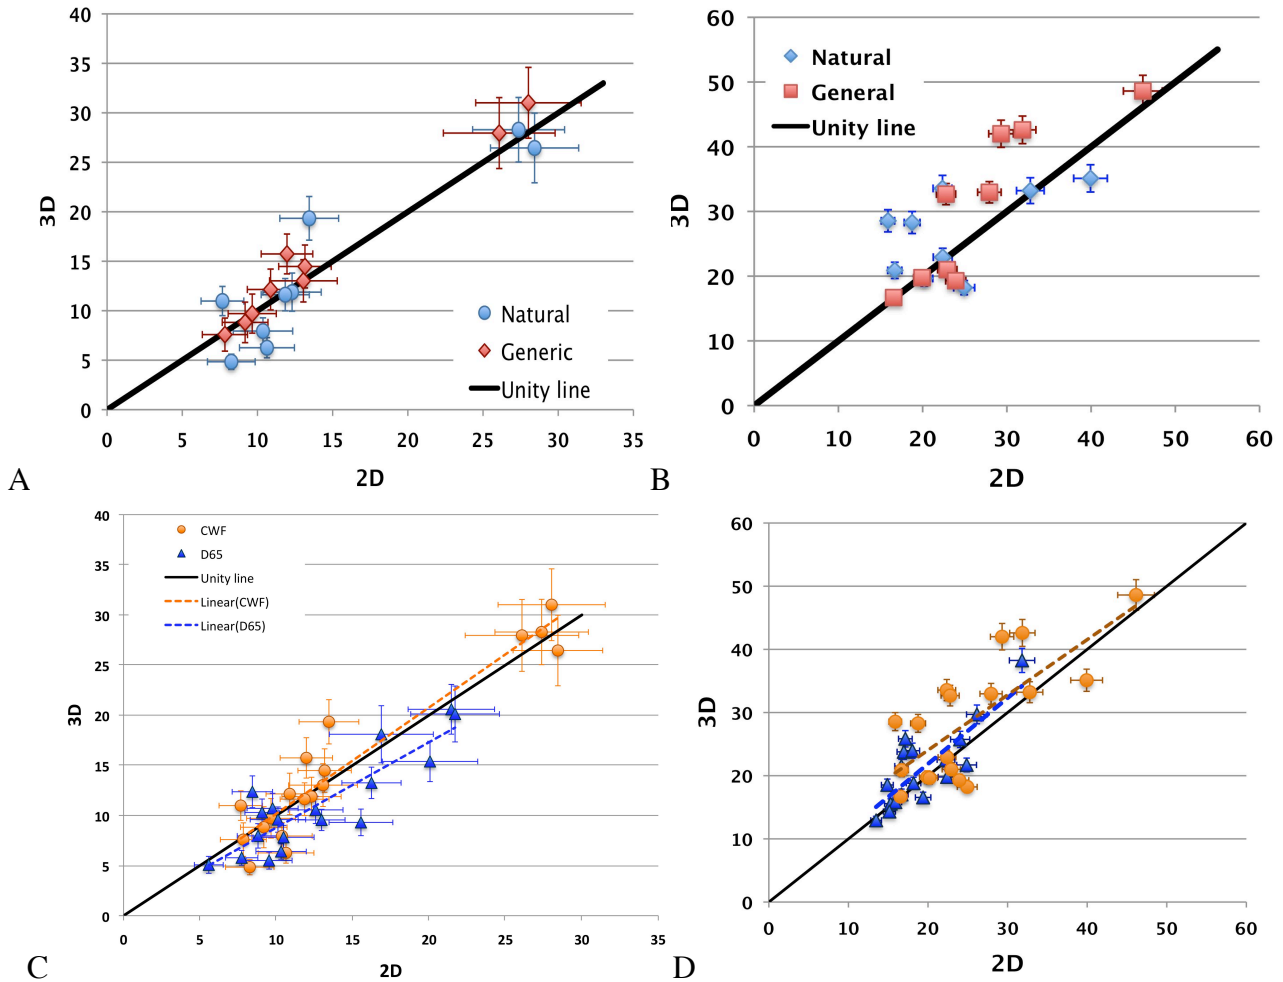 40
35
30
25
20
15
10
5
0
3D
Natural
Generic
Unity line
0 5 10 15 20 25 30 35
2D
A
60
50
40
30
20
10
0
3D
Natural
General
Unity line
0 10 20 30 40 50 60
2D
B
40
35
30
25
20
15
10
5
0
3D
CWF
D65
Unity line
Linear(CWF)
Linear(D65)
0 5 10 15 20 25 30 35
2D
C
60
50
40
30
20
10
0
3D
0 10 20 30 40 50 60
2D
D